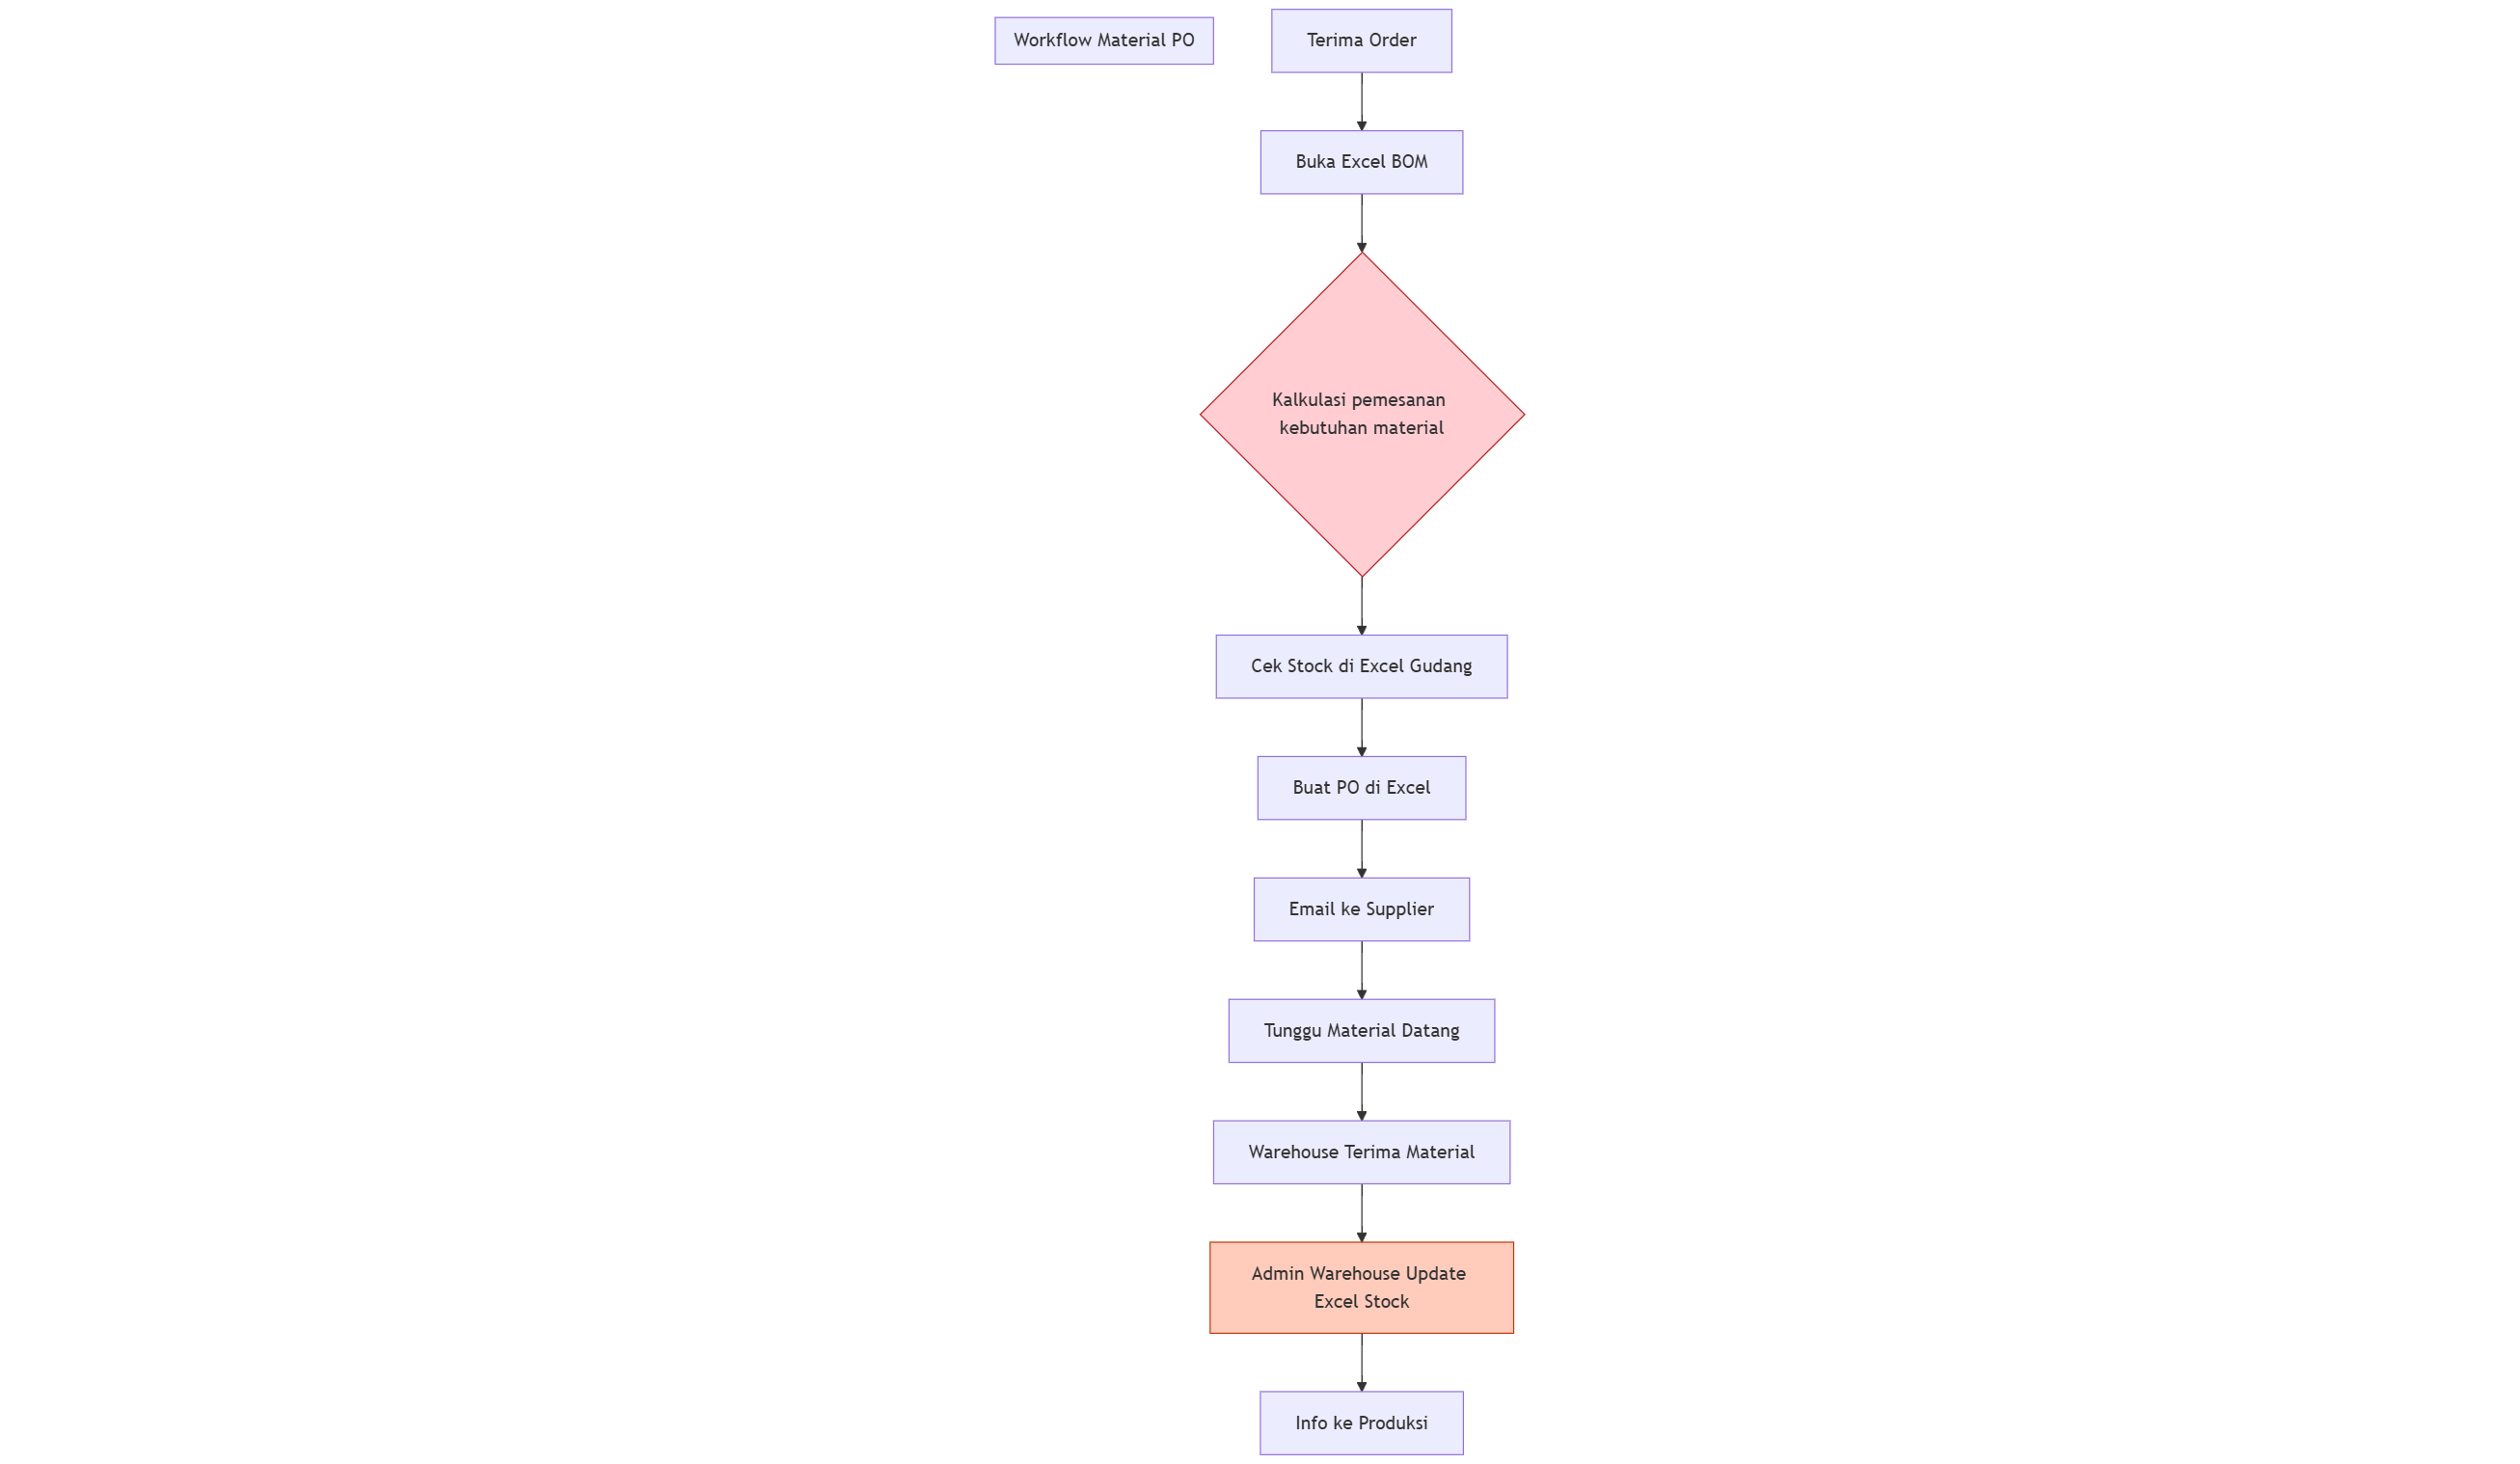 Workflow Material PO
Terima Order
Buka Excel BOM
Kalkulasi pemesanan
kebutuhan material
Cek Stock di Excel Gudang
Buat PO di Excel
Email ke Supplier
Tunggu Material Datang
Warehouse Terima Material
Admin Warehouse Update
Excel Stock
Info ke Produksi